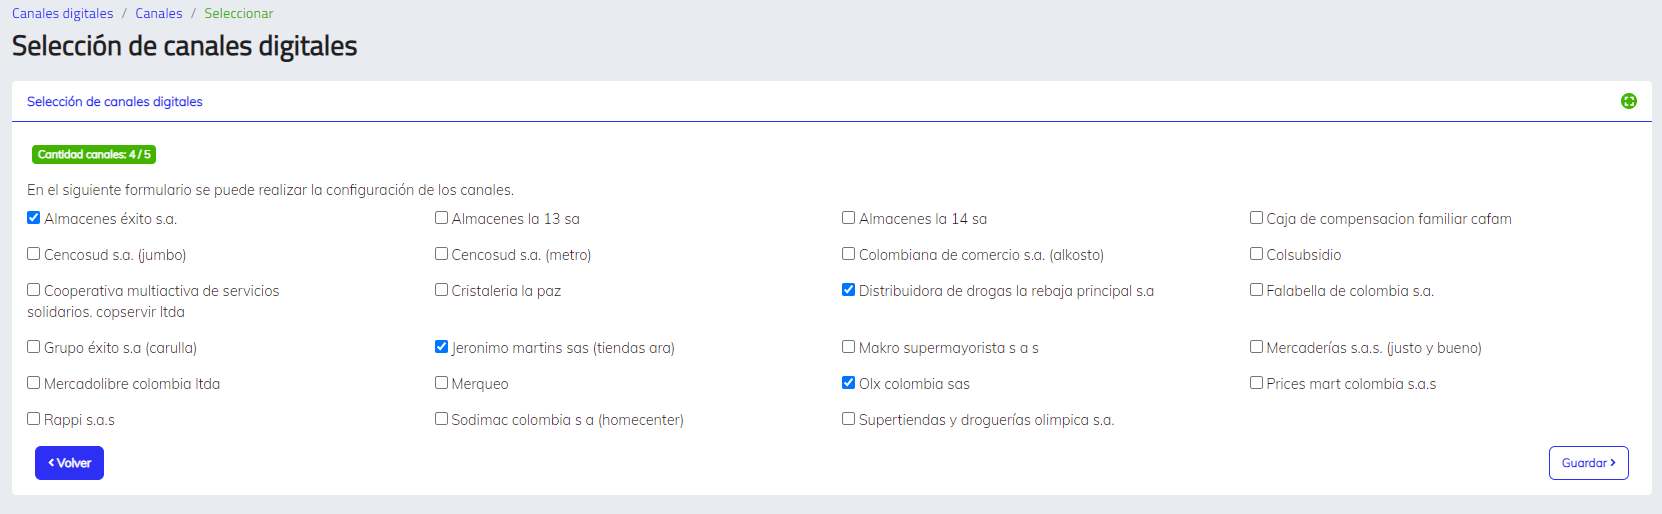 Canales digitales / Canales / Seleccionar
Selección de canales digitales
Selección de canales digitales
Cantidad canales: 4 / 5
En el siguiente formulario se puede realizar la configuración de los canales.
Almacenes éxito s.a.
Almacenes la 13 sa
Almacenes la 14 sa
Caja de compensacion familiar cafam
Cencosud s.a. (jumbo)
Cencosud s.a. (metro)
Colombiana de comercio s.a. (alkosto)
Colsubsidio
Cooperativa multiactiva de servicios
solidarios. copservir ltda
Cristaleria la paz
Distribuidora de drogas la rebaja principal s.a
Falabella de colombia s.a.
Grupo éxito s.a (carulla)
Jeronimo martins sas (tiendas ara)
Makro supermayorista s a s
Mercaderías s.a.s. (justo y bueno)
Mercadolibre colombia ltda
Merqueo
Olx colombia sas
Prices mart colombia s.a.s
Rappi s.a.s
Sodimac colombia s a (homecenter)
Supertiendas y droguerías olimpica s.a.
Volver
Guardar